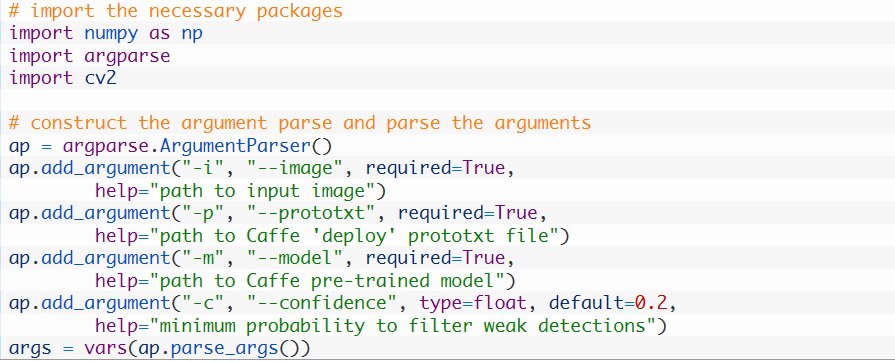 # import the necessary packages
import numpy as np
import argparse
import cv2
# construct the argument parse and parse the arguments
ap = argparse.ArgumentParser()
ap.add_argument("-i", "--image", required=True,
help="path to input image")
ap.add_argument("-p", "--prototxt", required=True,
help="path to Caffe 'deploy' prototxt file")
ap.add_argument("-m", "--model", required=True,
help="path to Caffe pre-trained model")
ap.add_argument("-c", "--confidence", type=float, default=0.2,
help="minimum probability to filter weak detections")
args = vars(ap.parse_args())